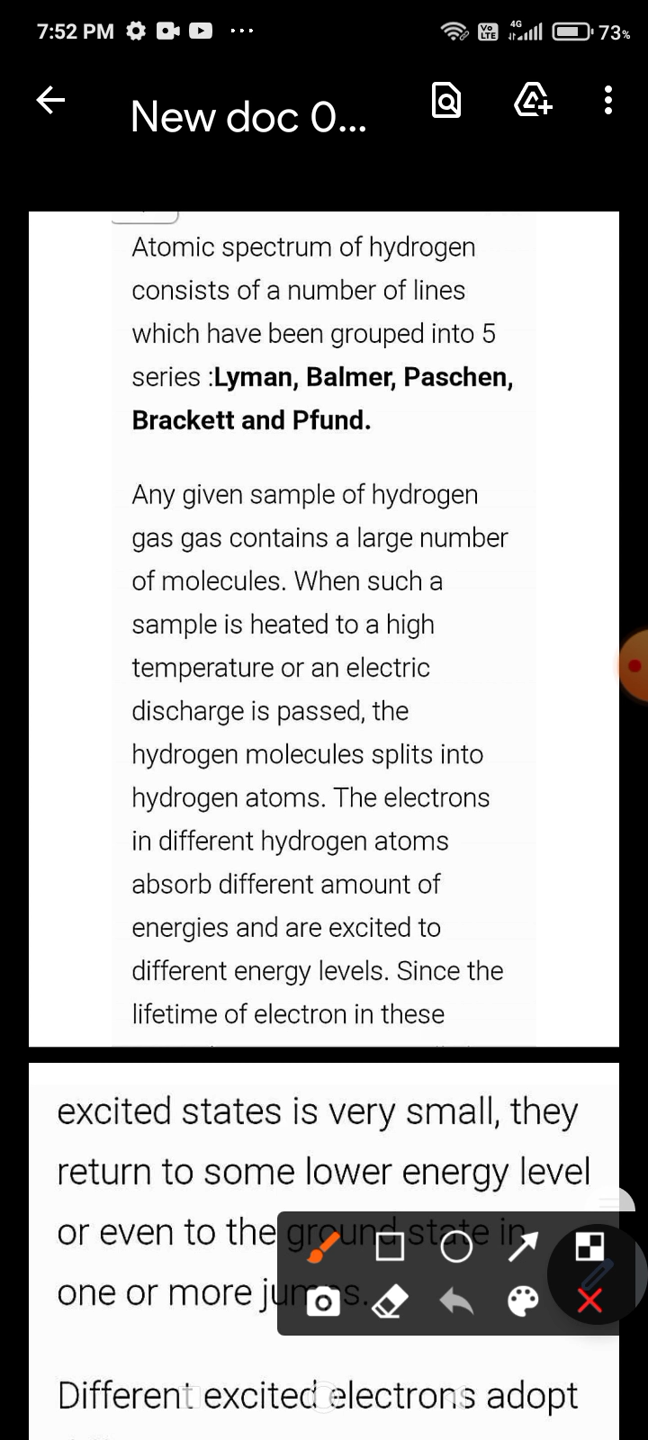 7:52 PM ... Vo LTE 4G 73%
New doc 0...
Atomic spectrum of hydrogen
consists of a number of lines
which have been grouped into 5
series :Lyman, Balmer, Paschen,
Brackett and Pfund.
Any given sample of hydrogen
gas gas contains a large number
of molecules. When such a
sample is heated to a high
temperature or an electric
discharge is passed, the
hydrogen molecules splits into
hydrogen atoms. The electrons
in different hydrogen atoms
absorb different amount of
energies and are excited to
different energy levels. Since the
lifetime of electron in these
excited states is very small, they
return to some lower energy level
or even to the ground state in
one or more jumps.
Different excited electrons adopt